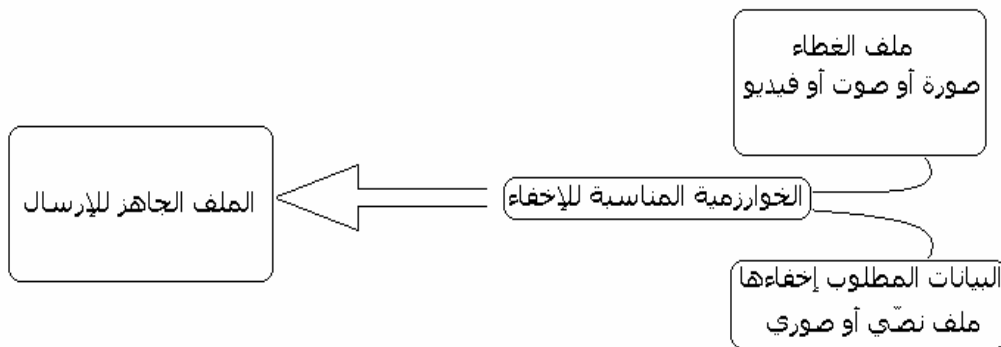 ملف الغطاء
صورة أو صوت أو فيديو
الخوارزمية المناسبة للإخفاء
الملف الجاهز للإرسال
البيانات المطلوب إخفاءها
ملف نصّي أو صوري